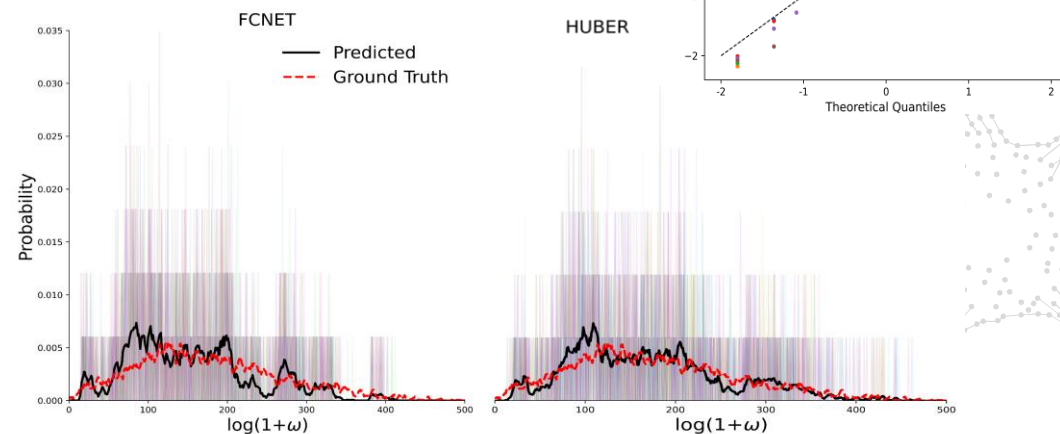 FCNET
Predicted
Ground Truth
Probability
0.035
0.030
0.025
0.020
0.015
0.010
0.005
0.000
0 100 200 300 400 500
log(1+ω)
HUBER
0 100 200 300 400 500
log(1+ω)
−2
-2 -1 0 1 2
Theoretical Quantiles